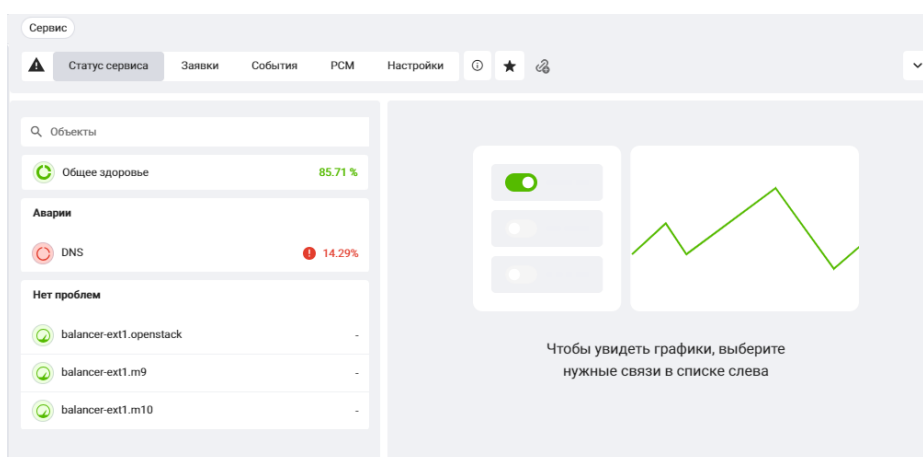 Сервис
Статус сервиса Заявки События РСМ Настройки
Объекты
Общее здоровье 85.71 %
Аварии
DNS 14.29%
Нет проблем
balancer-ext1.openstack -
balancer-ext1.m9 -
balancer-ext1.m10 -
Чтобы увидеть графики, выберите
нужные связи в списке слева